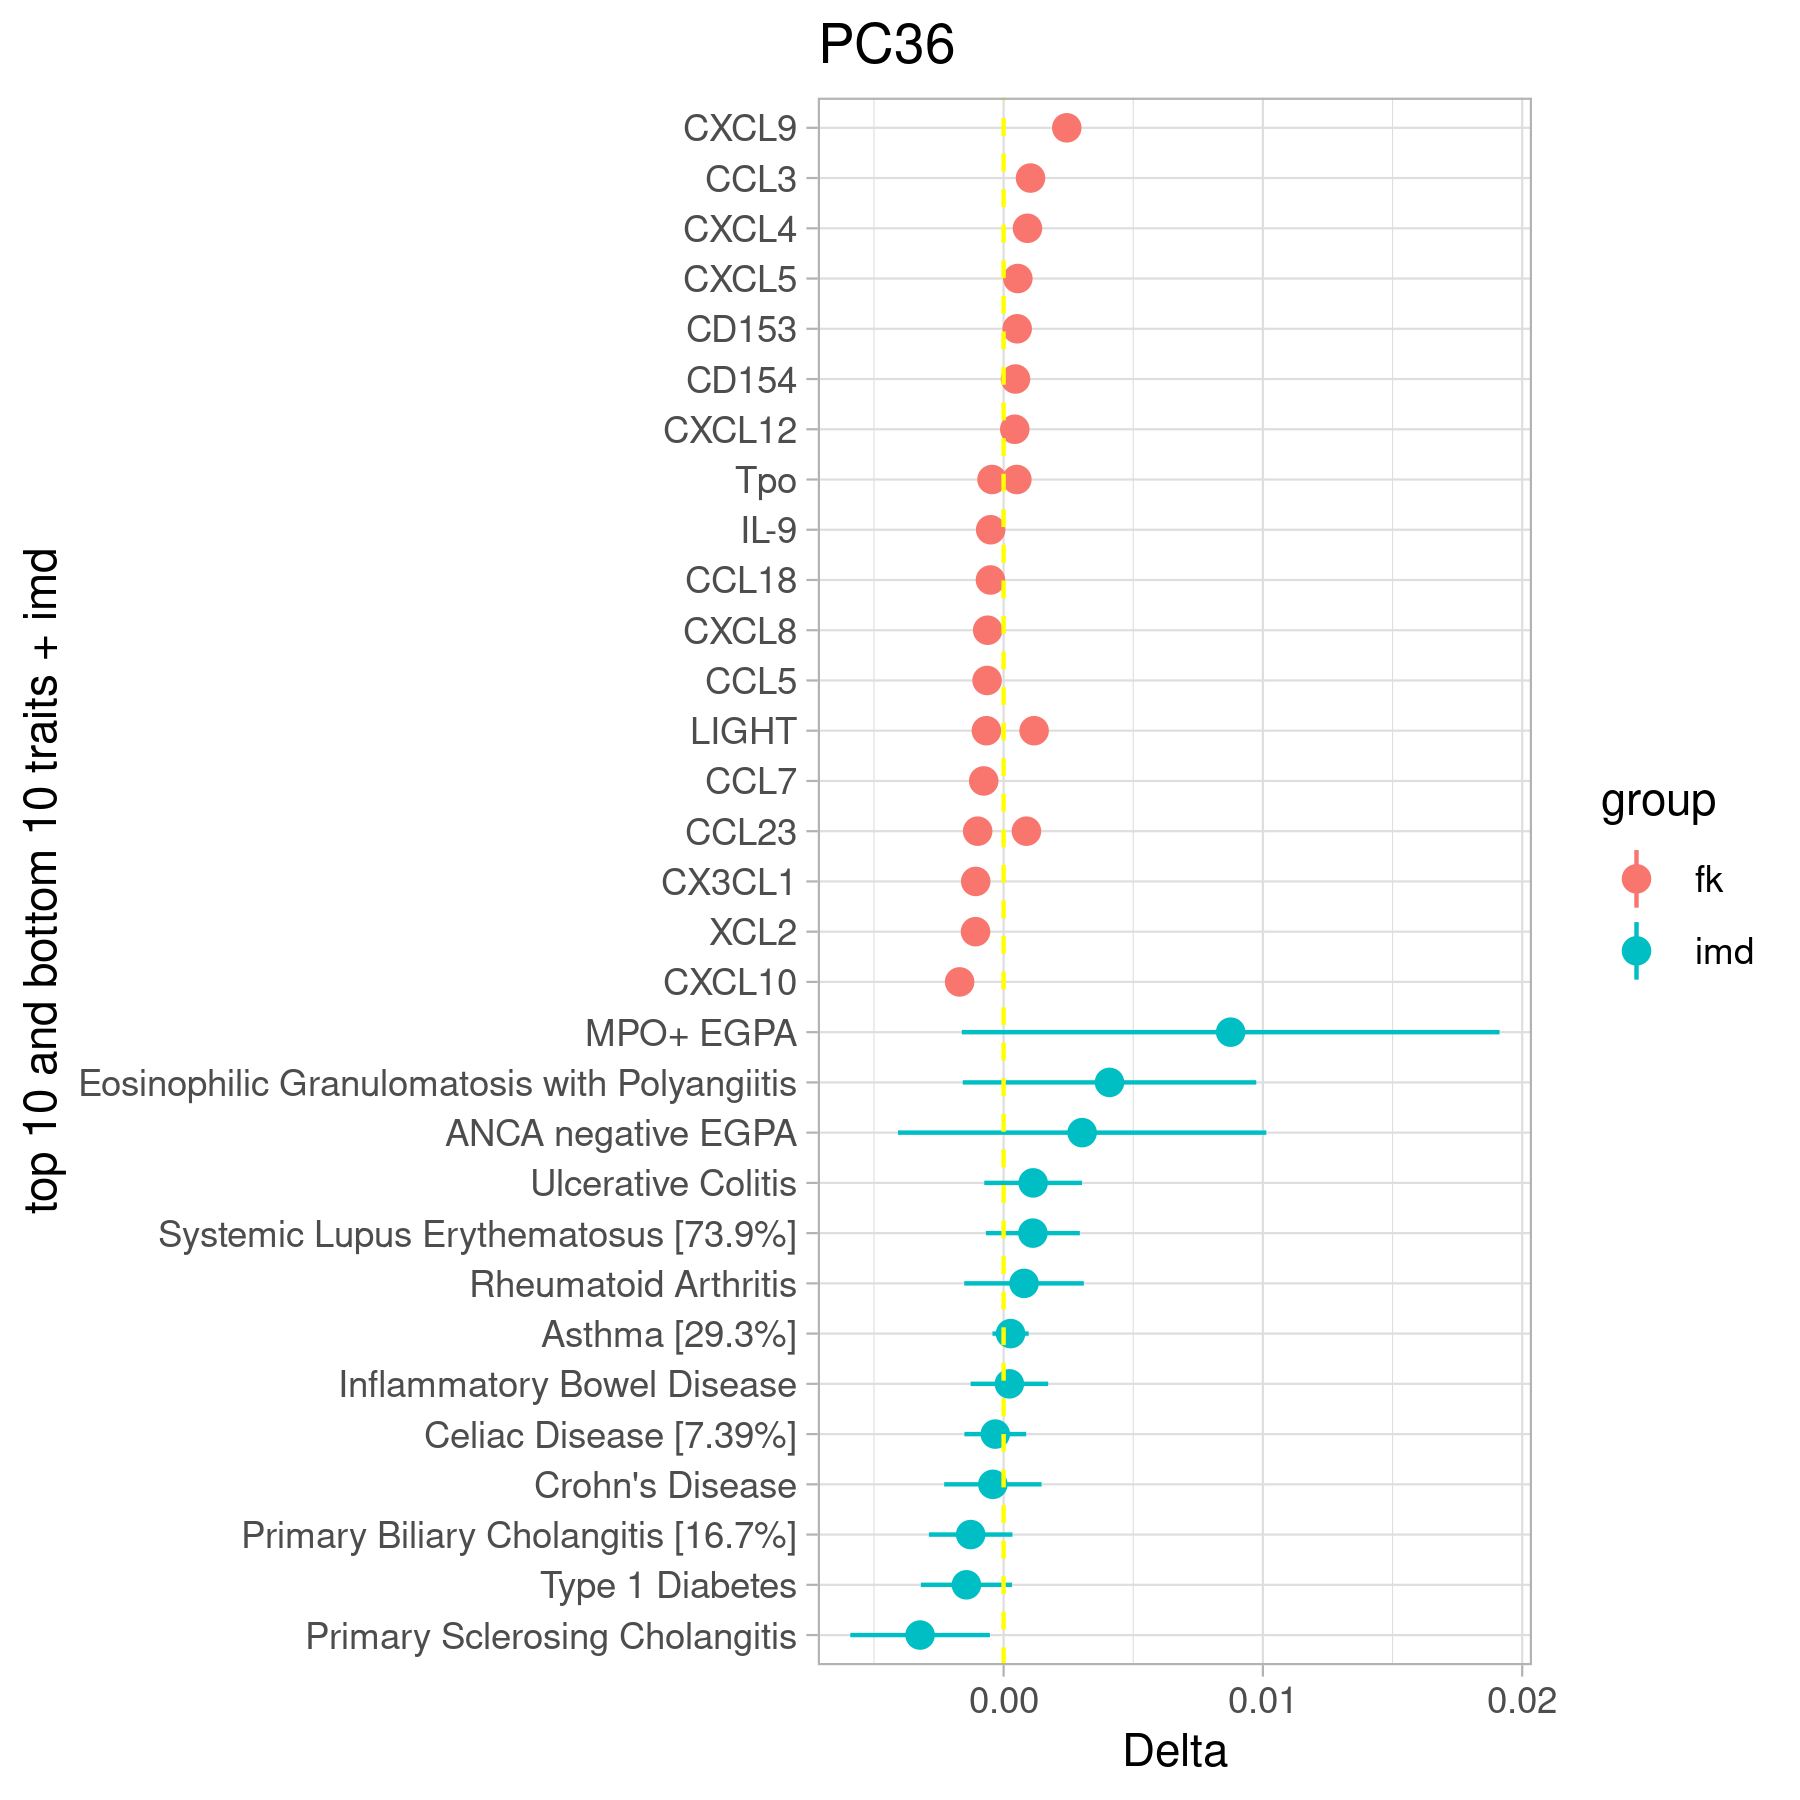 PC36
top 10 and bottom 10 traits + imd
CXCL9
CCL3
CXCL4
CXCL5
CD153
CD154
CXCL12
Tpo
IL-9
CCL18
CXCL8
CCL5
LIGHT
CCL7
CCL23
CX3CL1
XCL2
CXCL10
MPO+ EGPA
Eosinophilic Granulomatosis with Polyangiitis
ANCA negative EGPA
Ulcerative Colitis
Systemic Lupus Erythematosus [73.9%]
Rheumatoid Arthritis
Asthma [29.3%]
Inflammatory Bowel Disease
Celiac Disease [7.39%]
Crohn's Disease
Primary Biliary Cholangitis [16.7%]
Type 1 Diabetes
Primary Sclerosing Cholangitis
0.00 0.01 0.02
Delta
group
fk
imd